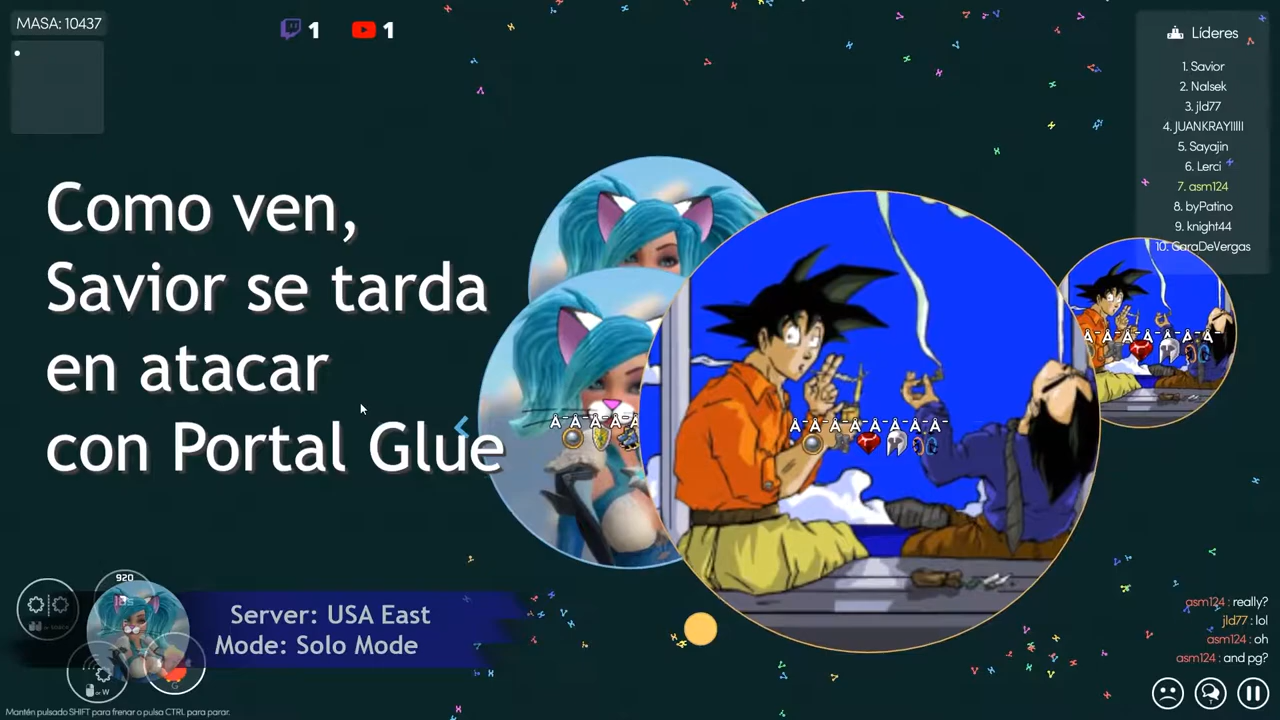 MASA: 10437
1
1
Líderes
1. Savior
2. Nalsek
3. jld77
4. JUANKRAYIIIII
5. Sayajin
6. Lerci
7. asm124
8. byPatino
9. knight44
10. GaraDeVergas
Como ven,
Savior se tarda
en atacar
con Portal Glue
920
Server: USA East
Mode: Solo Mode
or W
G
asm124 : really?
jld77 : lol
asm124 : oh
asm124 : and pg?
Mantén pulsado SHIFT para frenar o pulsa CTRL para parar.